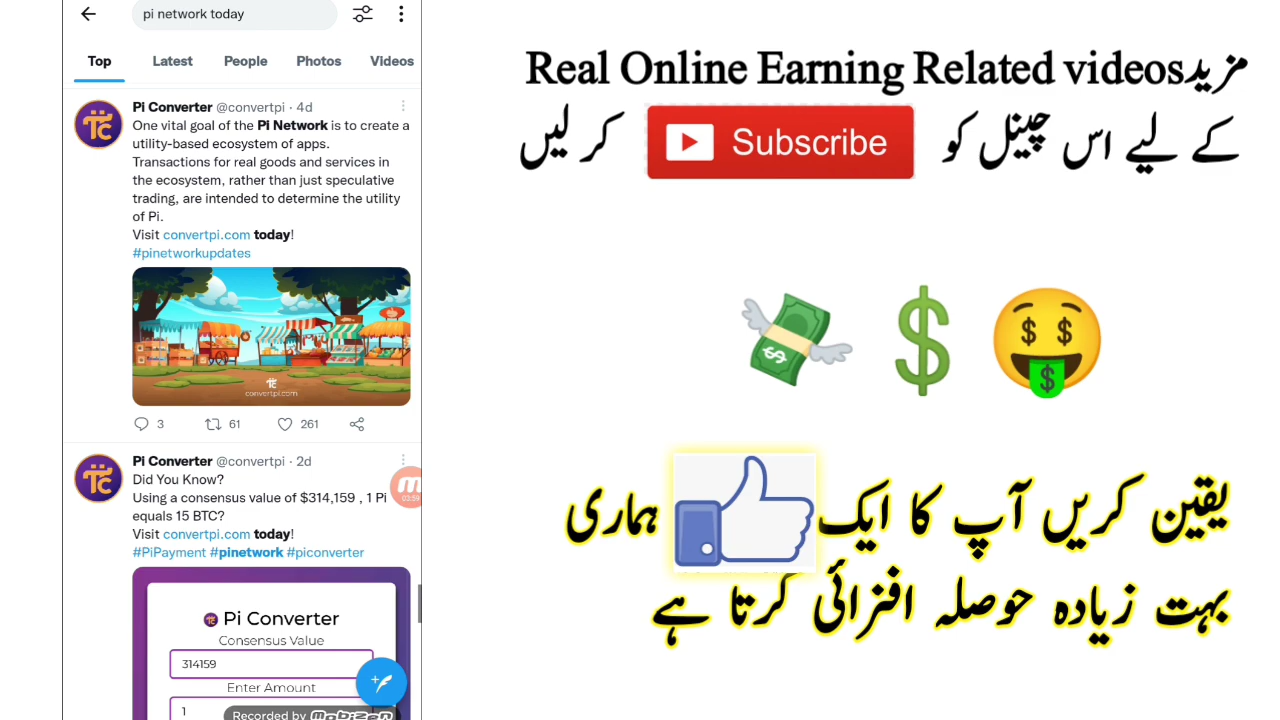 pi network today
Top Latest People Photos Videos
Pi Converter @convertpi · 4d
One vital goal of the Pi Network is to create a
utility-based ecosystem of apps.
Transactions for real goods and services in
the ecosystem, rather than just speculative
trading, are intended to determine the utility
of Pi.
Visit convertpi.com today!
#pinetworkupdates
convertpi.com
3 61 261
Pi Converter @convertpi · 2d
Did You Know?
Using a consensus value of $314,159 , 1 Pi
equals 15 BTC?
Visit convertpi.com today!
#PiPayment #pinetwork #piconverter
03:59
Pi Converter
Consensus Value
314159
Enter Amount
1
Recorded by MOBIZEN
مزید Real Online Earning Related videos
کے لیے اس چینل کو Subscribe کر لیں
یقین کریں آپ کا ایک ہماری
بہت زیادہ حوصلہ افزائی کرتا ہے